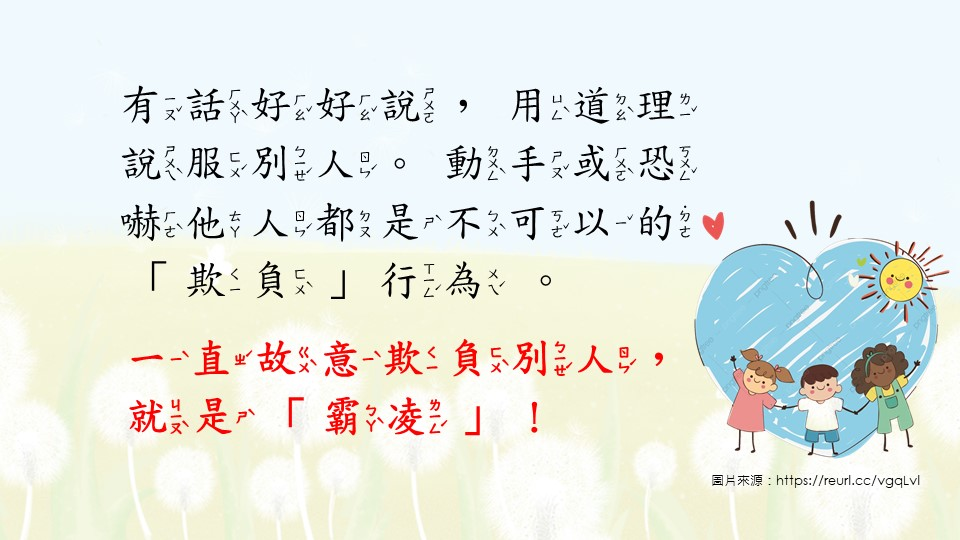 有話好好說，用道理
說服別人。動手或恐
嚇他人都是不可以的
「欺負」行為。
一直故意欺負別人，
就是「霸凌」！
圖片來源：https://reurl.cc/vgqLvl